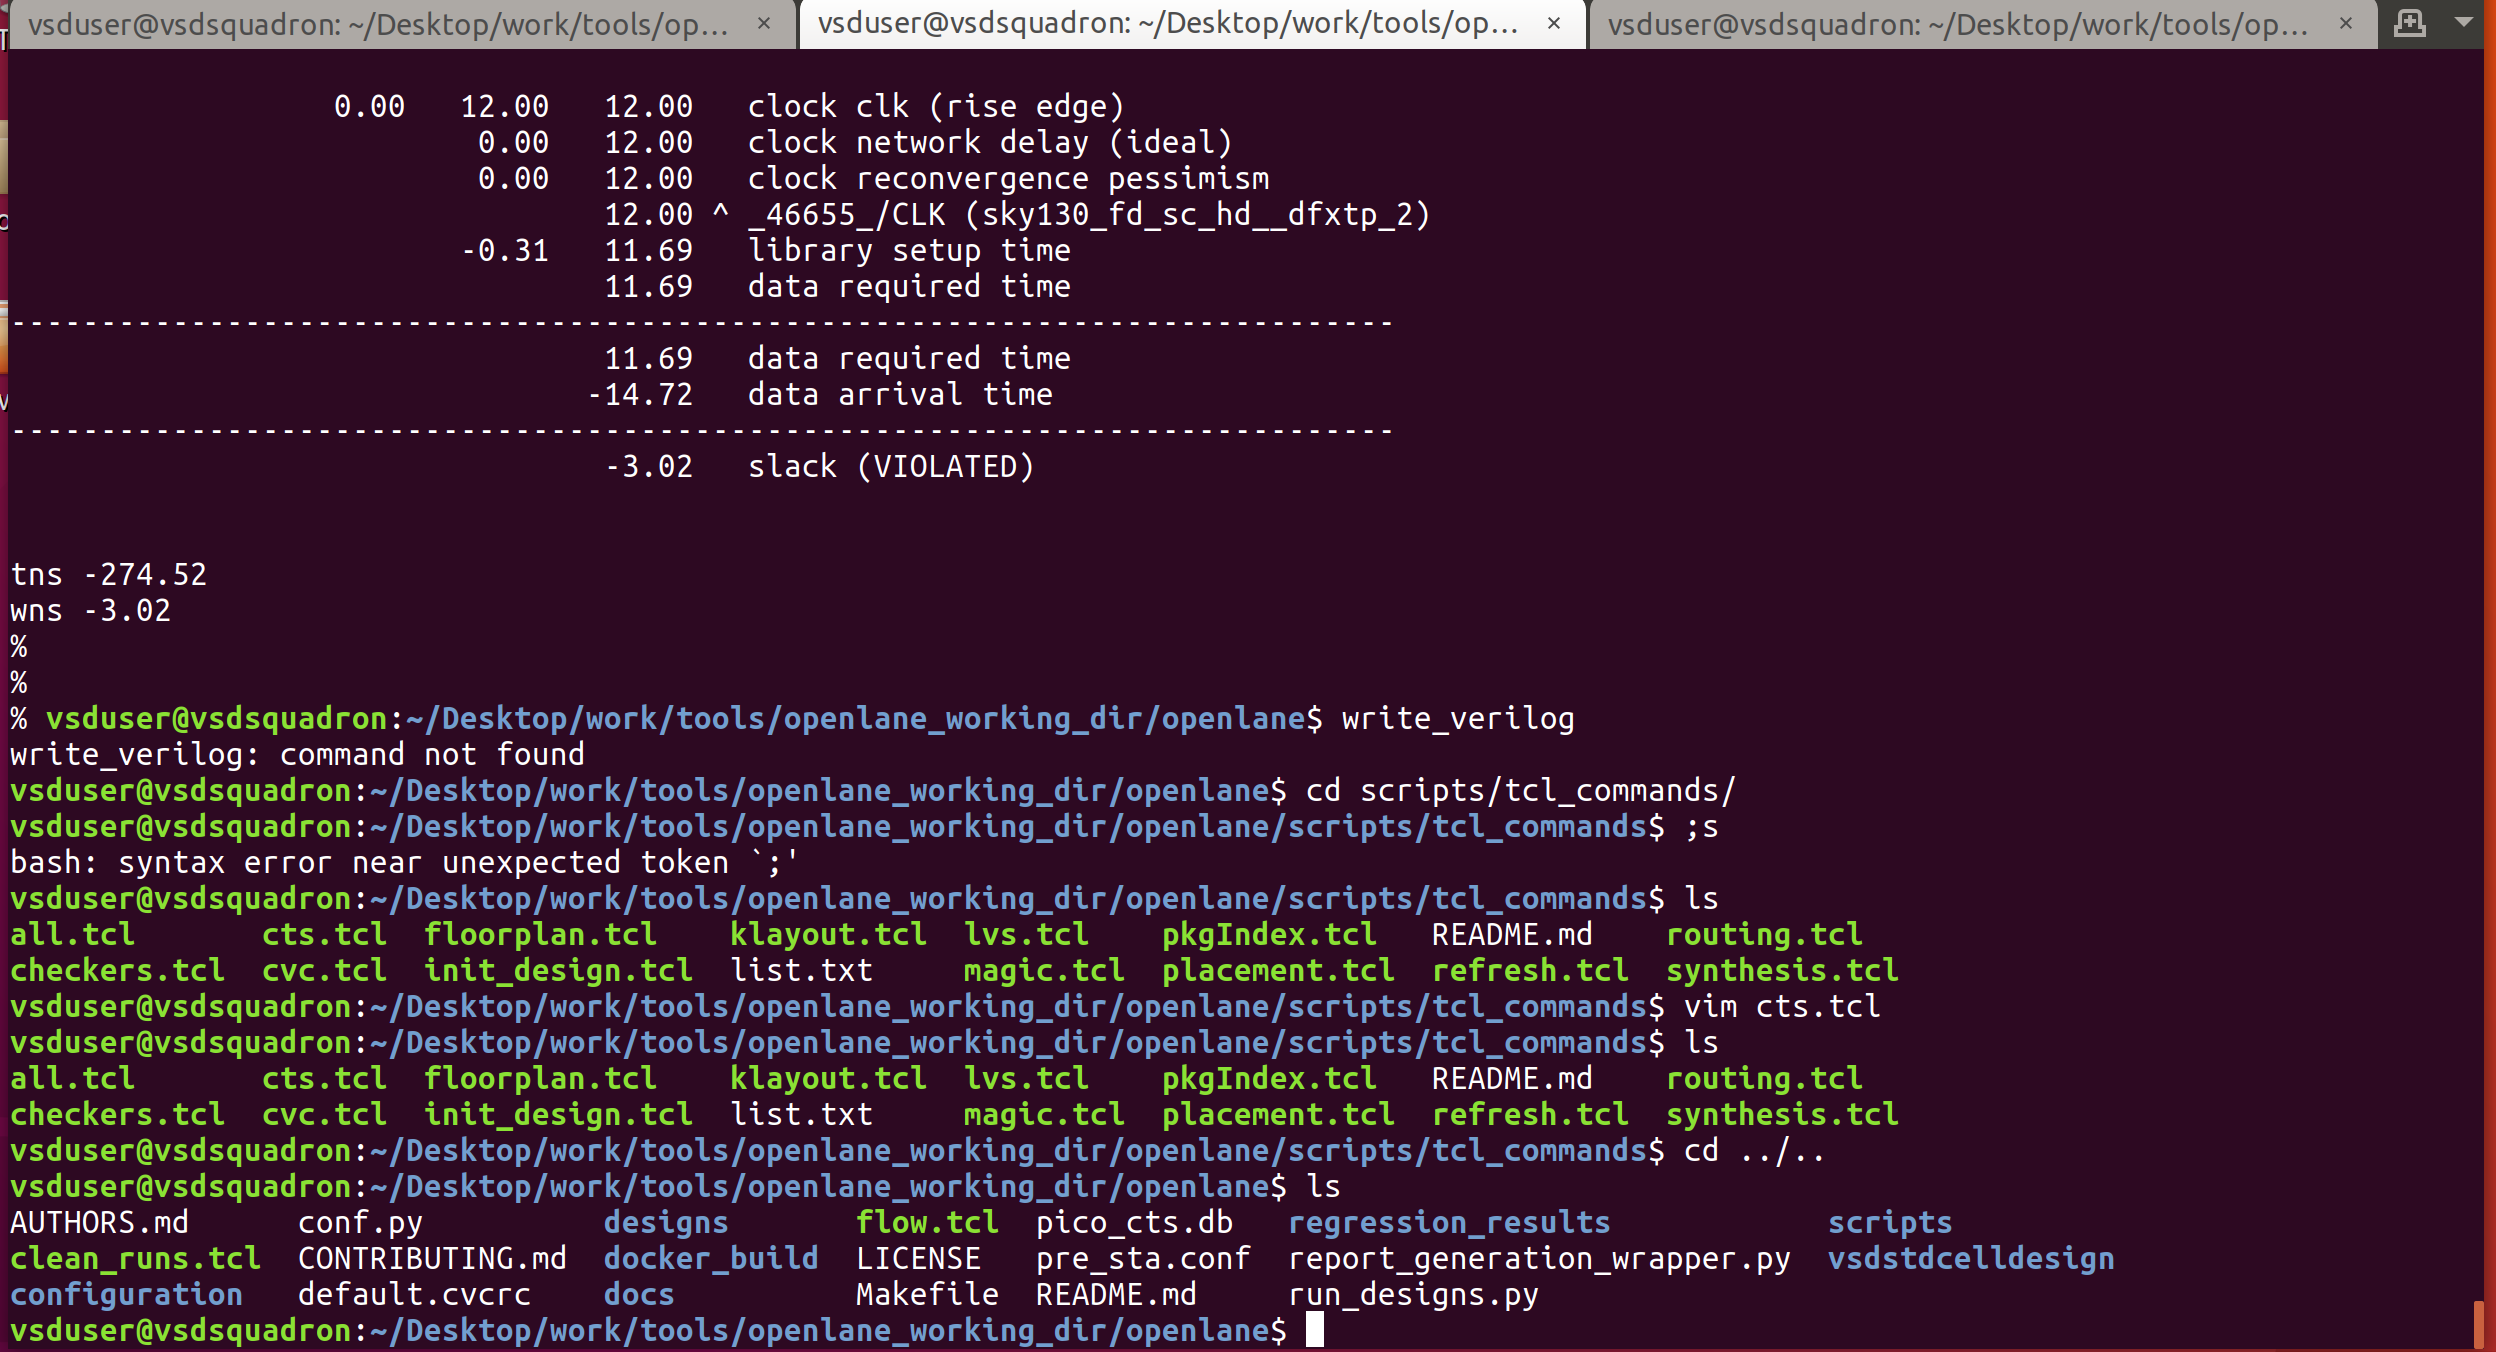 vsduser@vsdsquadron: ~/Desktop/work/tools/op... × vsduser@vsdsquadron: ~/Desktop/work/tools/op... × vsduser@vsdsquadron: ~/Desktop/work/tools/op... ×
0.00 12.00 12.00 clock clk (rise edge)
0.00 12.00 clock network delay (ideal)
0.00 12.00 clock reconvergence pessimism
12.00 ^ _46655_/CLK (sky130_fd_sc_hd__dfxtp_2)
-0.31 11.69 library setup time
11.69 data required time
-----------------------------------------------------------------------------
11.69 data required time
-14.72 data arrival time
-----------------------------------------------------------------------------
-3.02 slack (VIOLATED)
tns -274.52
wns -3.02
%
%
% vsduser@vsdsquadron:~/Desktop/work/tools/openlane_working_dir/openlane$ write_verilog
write_verilog: command not found
vsduser@vsdsquadron:~/Desktop/work/tools/openlane_working_dir/openlane$ cd scripts/tcl_commands/
vsduser@vsdsquadron:~/Desktop/work/tools/openlane_working_dir/openlane/scripts/tcl_commands$ ;s
bash: syntax error near unexpected token `;'
vsduser@vsdsquadron:~/Desktop/work/tools/openlane_working_dir/openlane/scripts/tcl_commands$ ls
all.tcl cts.tcl floorplan.tcl klayout.tcl lvs.tcl pkgIndex.tcl README.md routing.tcl
checkers.tcl cvc.tcl init_design.tcl list.txt magic.tcl placement.tcl refresh.tcl synthesis.tcl
vsduser@vsdsquadron:~/Desktop/work/tools/openlane_working_dir/openlane/scripts/tcl_commands$ vim cts.tcl
vsduser@vsdsquadron:~/Desktop/work/tools/openlane_working_dir/openlane/scripts/tcl_commands$ ls
all.tcl cts.tcl floorplan.tcl klayout.tcl lvs.tcl pkgIndex.tcl README.md routing.tcl
checkers.tcl cvc.tcl init_design.tcl list.txt magic.tcl placement.tcl refresh.tcl synthesis.tcl
vsduser@vsdsquadron:~/Desktop/work/tools/openlane_working_dir/openlane/scripts/tcl_commands$ cd ../..
vsduser@vsdsquadron:~/Desktop/work/tools/openlane_working_dir/openlane$ ls
AUTHORS.md conf.py designs flow.tcl pico_cts.db regression_results scripts
clean_runs.tcl CONTRIBUTING.md docker_build LICENSE pre_sta.conf report_generation_wrapper.py vsdstdcelldesign
configuration default.cvcrc docs Makefile README.md run_designs.py
vsduser@vsdsquadron:~/Desktop/work/tools/openlane_working_dir/openlane$